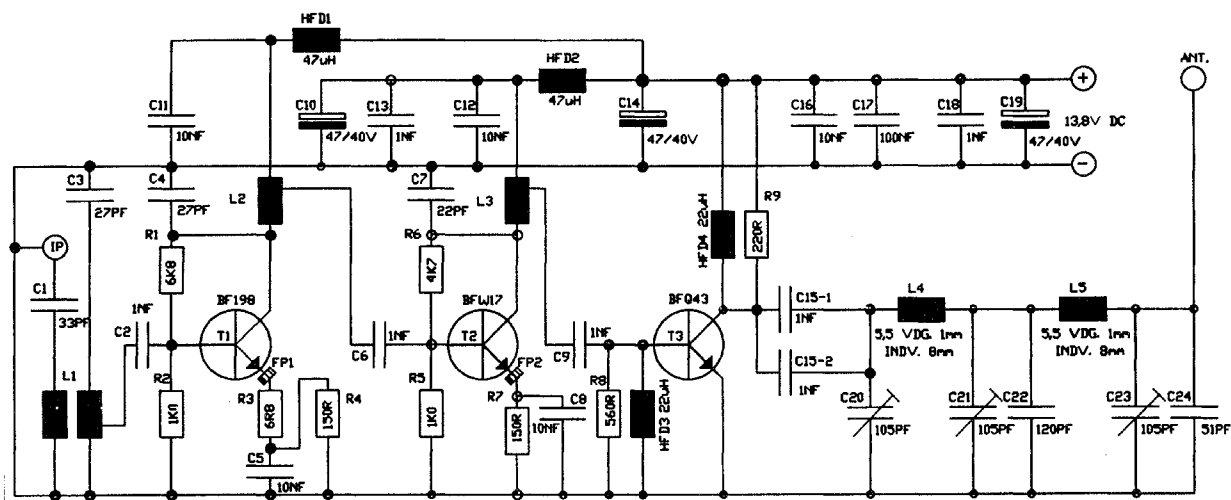 HFD1
47uH
HFD2
47uH
ANT.
C11
10NF
C10
47/40V
C13
1NF
C12
10NF
C14
47/40V
C16
10NF
C17
100NF
C18
1NF
C19
47/40V
+
13,8V DC
-
C3
27PF
C4
27PF
L2
C7
22PF
L3
HFD4 22uH
R9
220R
IP
R1
6K8
R6
4K7
C1
33PF
BF198
T1
BFW17
T2
BFQ43
T3
C15-1
1NF
L4
5,5 VDG. 1mm
INDV. 8mm
L5
5,5 VDG. 1mm
INDV. 8mm
1NF
C2
C6
1NF
C9
1NF
C15-2
1NF
FP1
FP2
L1
R2
1K0
R3
6R8
R4
150R
R5
1K0
R7
150R
C8
10NF
R8
560R
HFD3 22uH
C20
105PF
C21
105PF
C22
120PF
C23
105PF
C24
51PF
C5
10NF